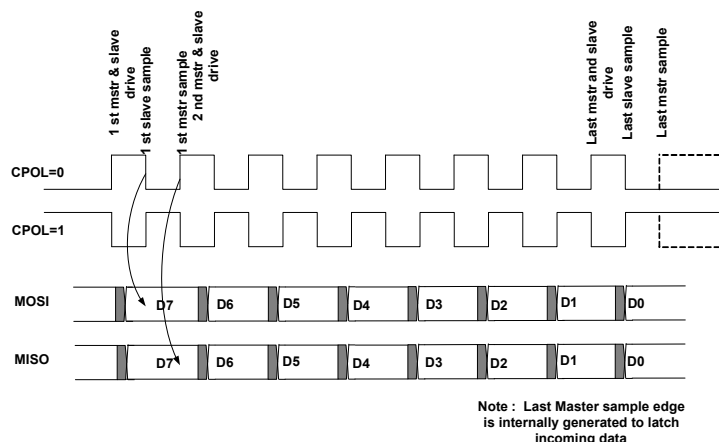 1 st mstr & slave
drive
1 st slave sample
1 st mstr sample
2 nd mstr & slave
drive
Last mstr and slave
drive
Last slave sample
Last mstr sample
CPOL=0
CPOL=1
MOSI
D7 D6 D5 D4 D3 D2 D1 D0
MISO
D7 D6 D5 D4 D3 D2 D1 D0
Note : Last Master sample edge
is internally generated to latch
incoming data